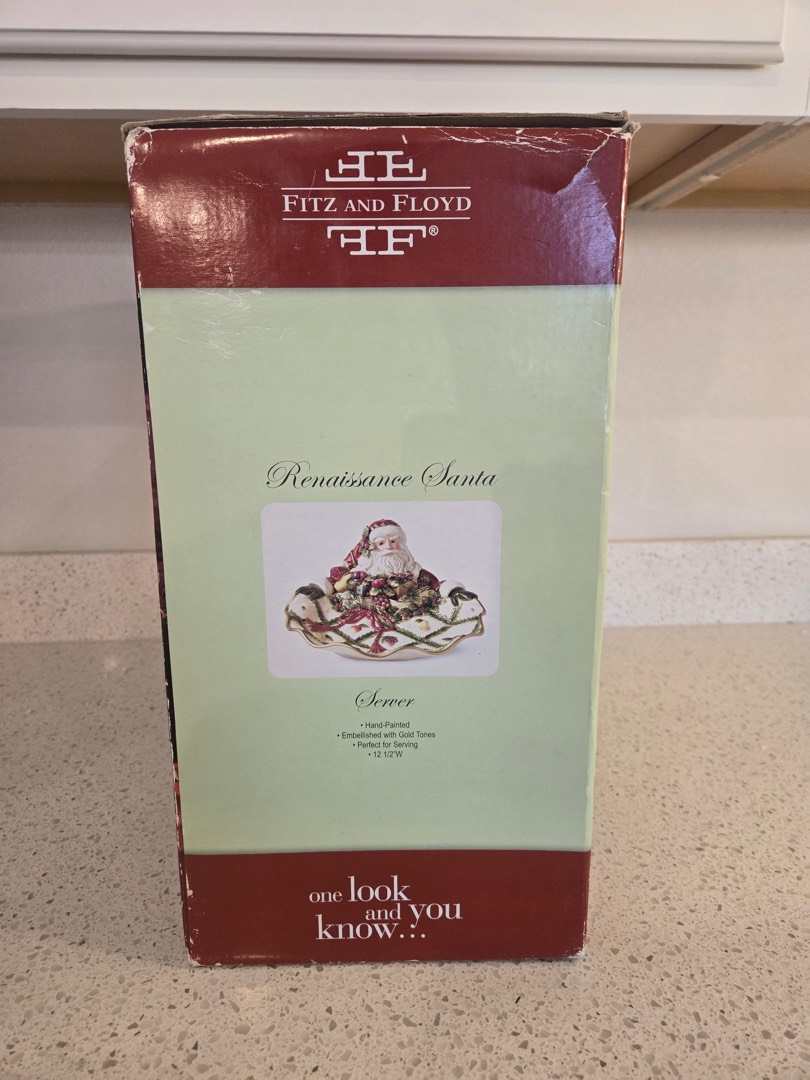 FITZ AND FLOYD
FF®
Renaissance Santa
Server
• Hand-Painted
• Embellished with Gold Tones
• Perfect for Serving
• 12 1/2"W
one look
and you
know...